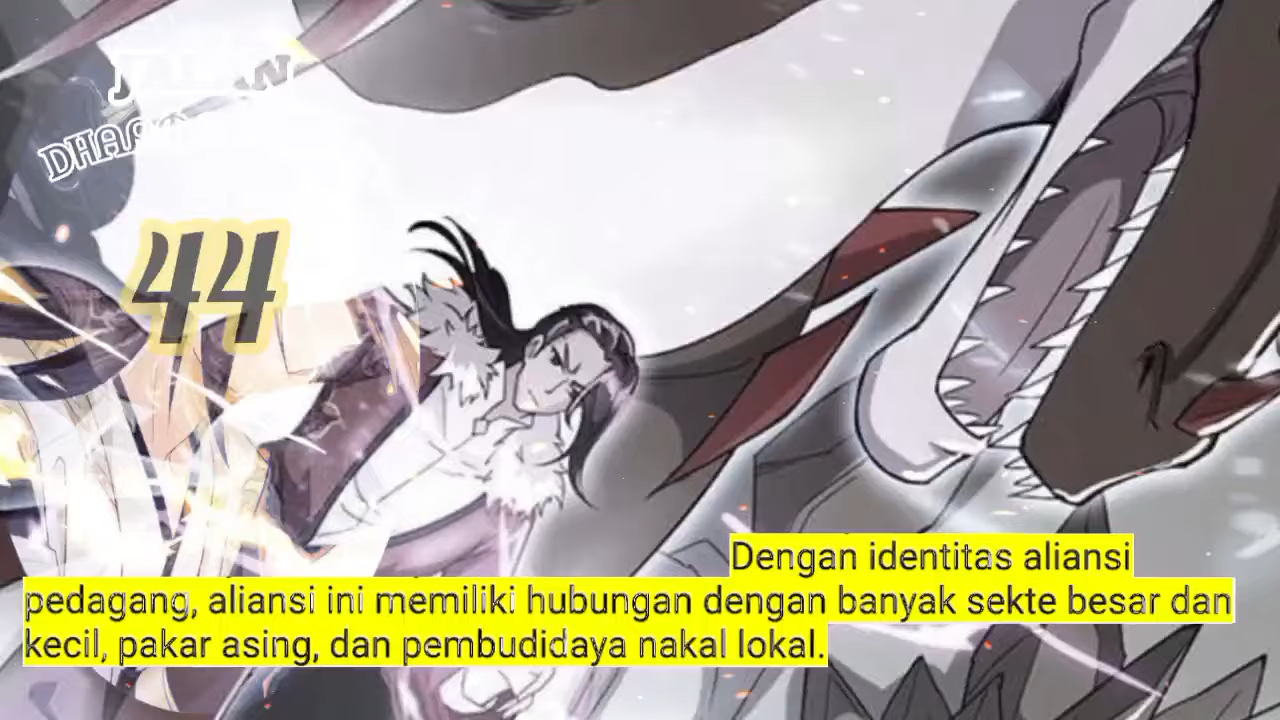 44
Dengan identitas aliansi
pedagang, aliansi ini memiliki hubungan dengan banyak sekte besar dan
kecil, pakar asing, dan pembudidaya nakal lokal.